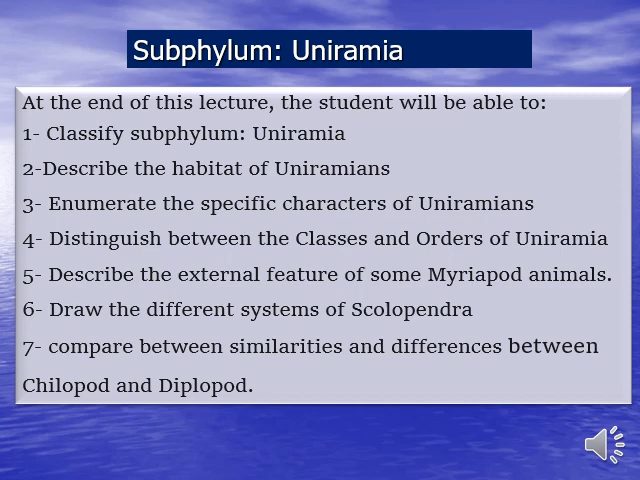 Subphylum: Uniramia
At the end of this lecture, the student will be able to:
1- Classify subphylum: Uniramia
2-Describe the habitat of Uniramians
3- Enumerate the specific characters of Uniramians
4- Distinguish between the Classes and Orders of Uniramia
5- Describe the external feature of some Myriapod animals.
6- Draw the different systems of Scolopendra
7- compare between similarities and differences between
Chilopod and Diplopod.